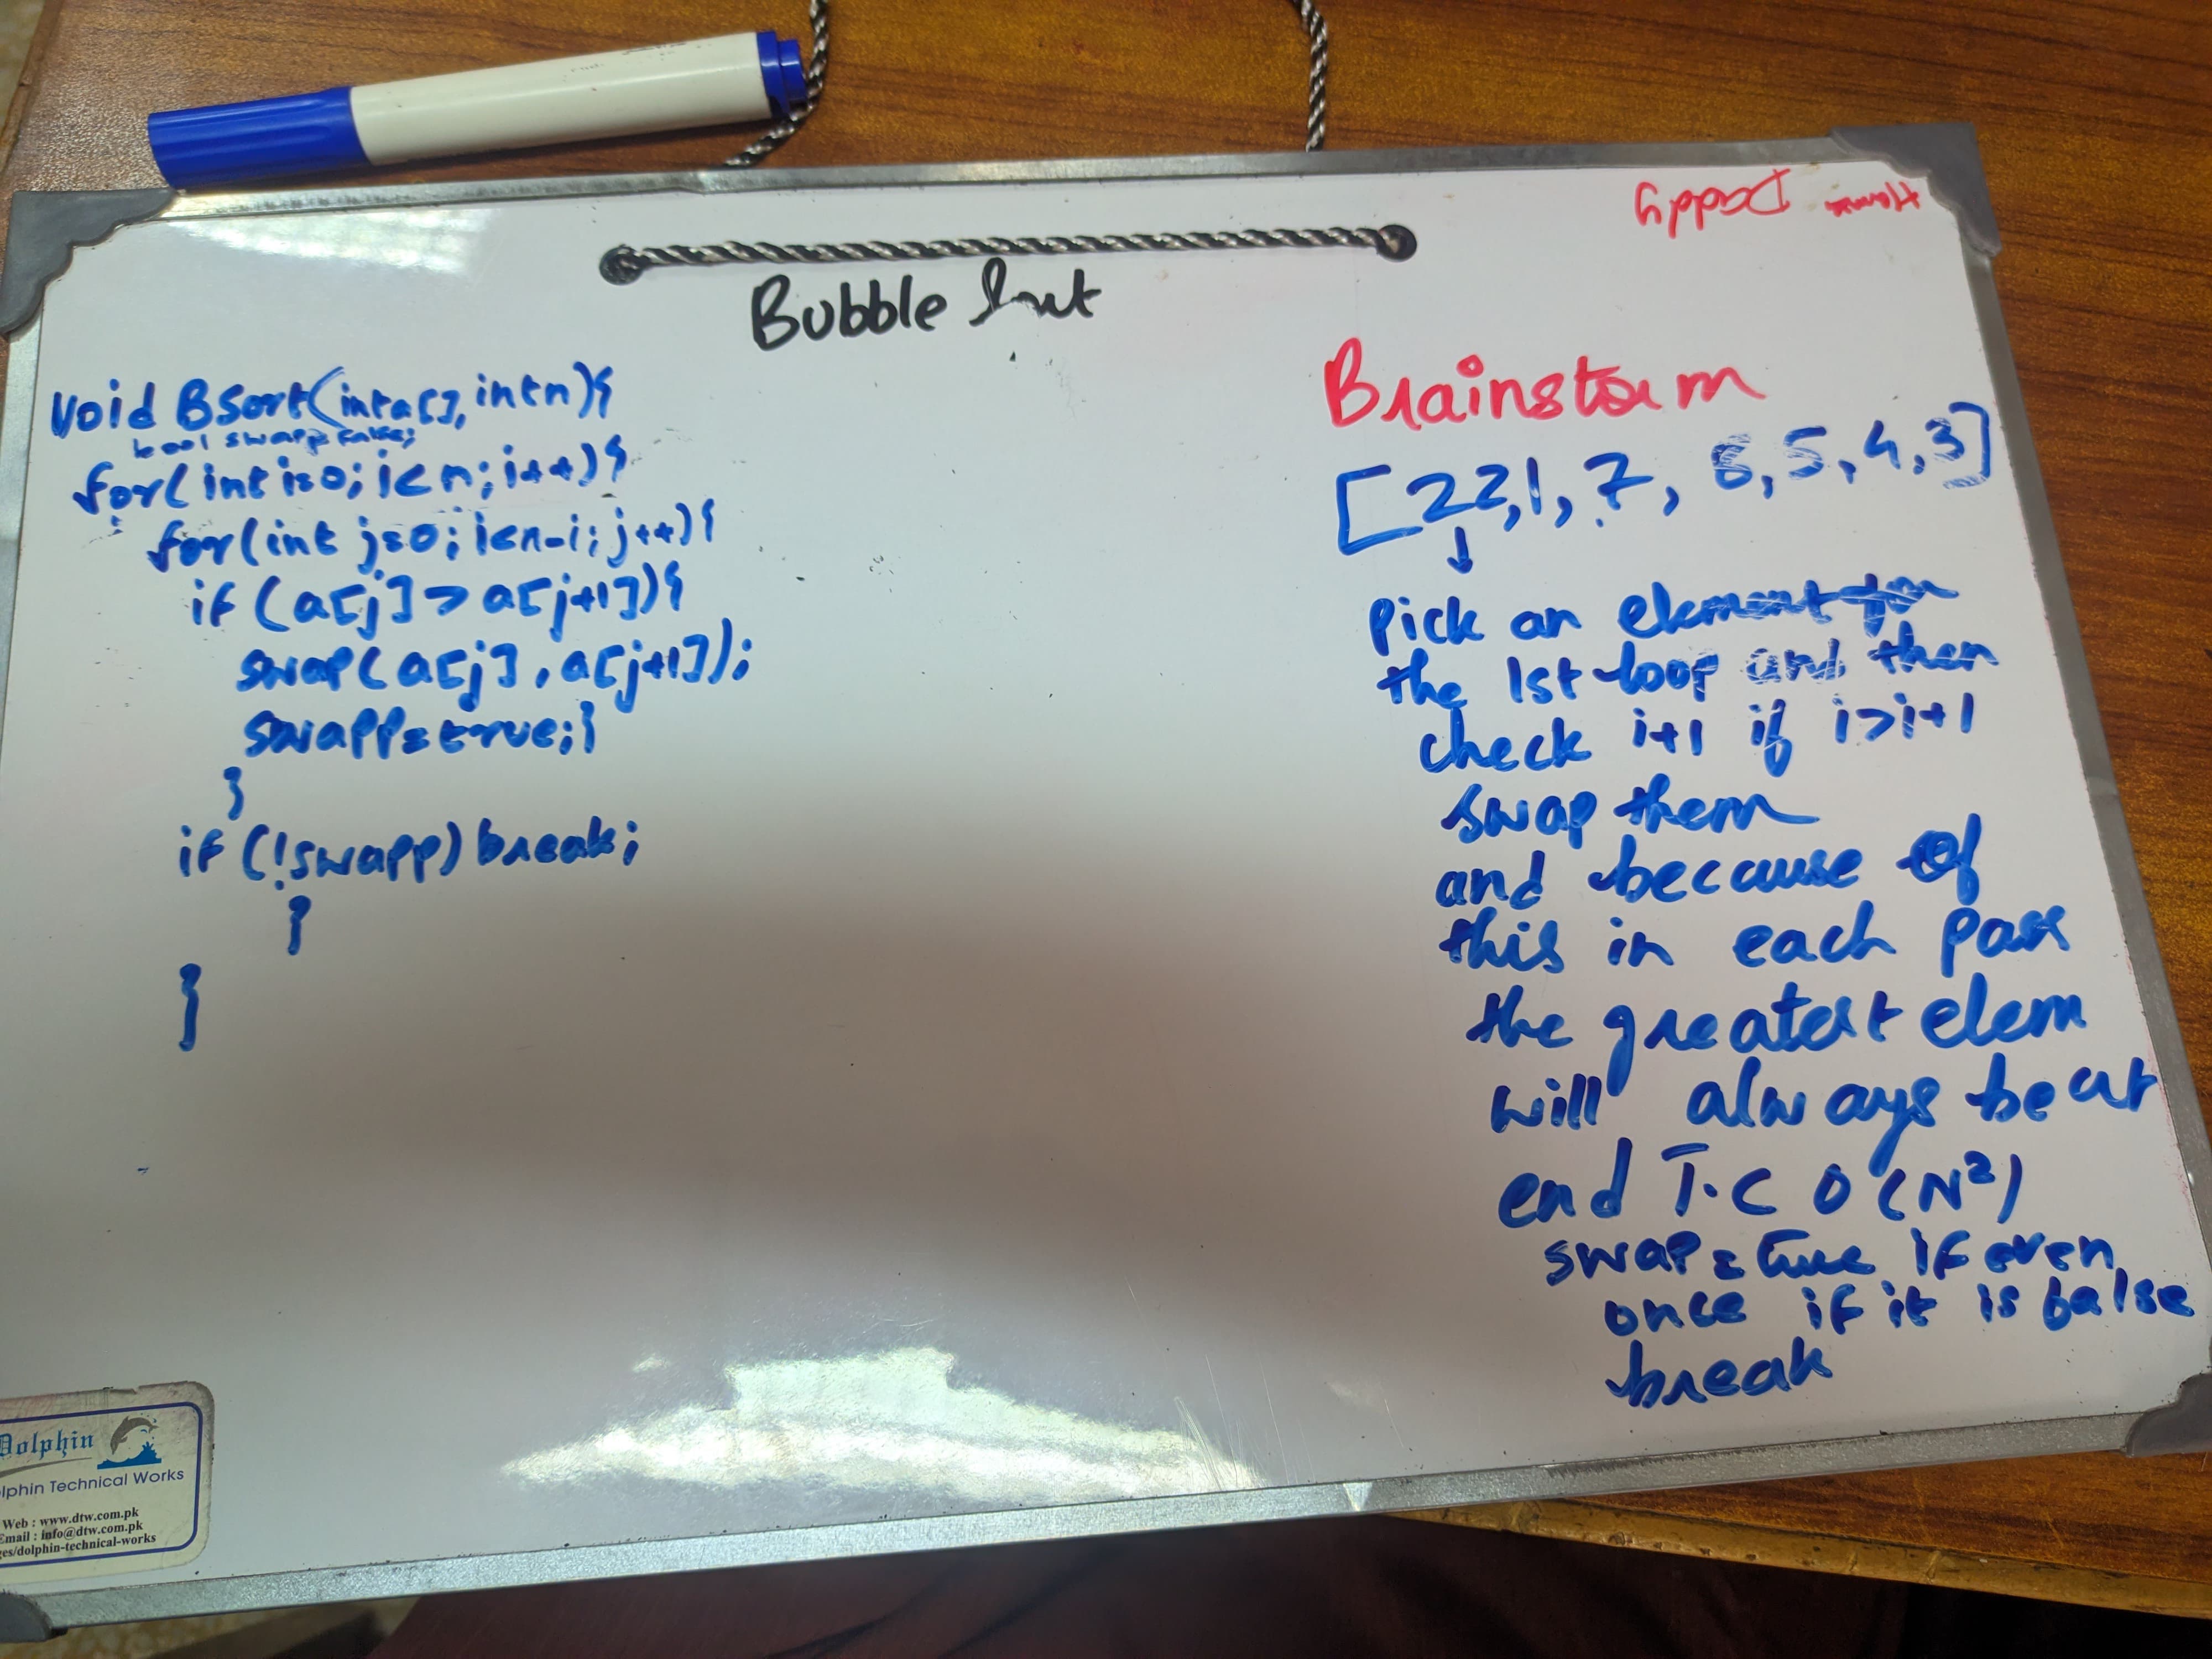 Daddy
Bubble Sort
void BSort(int a[], int n){
bool swapp=false;
for(int i=0; i<n; i++){
for(int j=0; i<n-i; j++){
if (a[j] > a[j+1]){
swap(a[j], a[j+1]);
swapp=true;}
}
if (!swapp) break;
}
}
Brainstorm
[22,1,7, 6,5,4,3]
↓
Pick an element for
the 1st loop and then
check i+1 if i>i+1
swap them
and because of
this in each pass
the greatest elem
will always be at
end T.C O(N²)
swap=true if even
once if it is balse
break
Dolphin
lphin Technical Works
Web : www.dtw.com.pk
Email : info@dtw.com.pk
ges/dolphin-technical-works